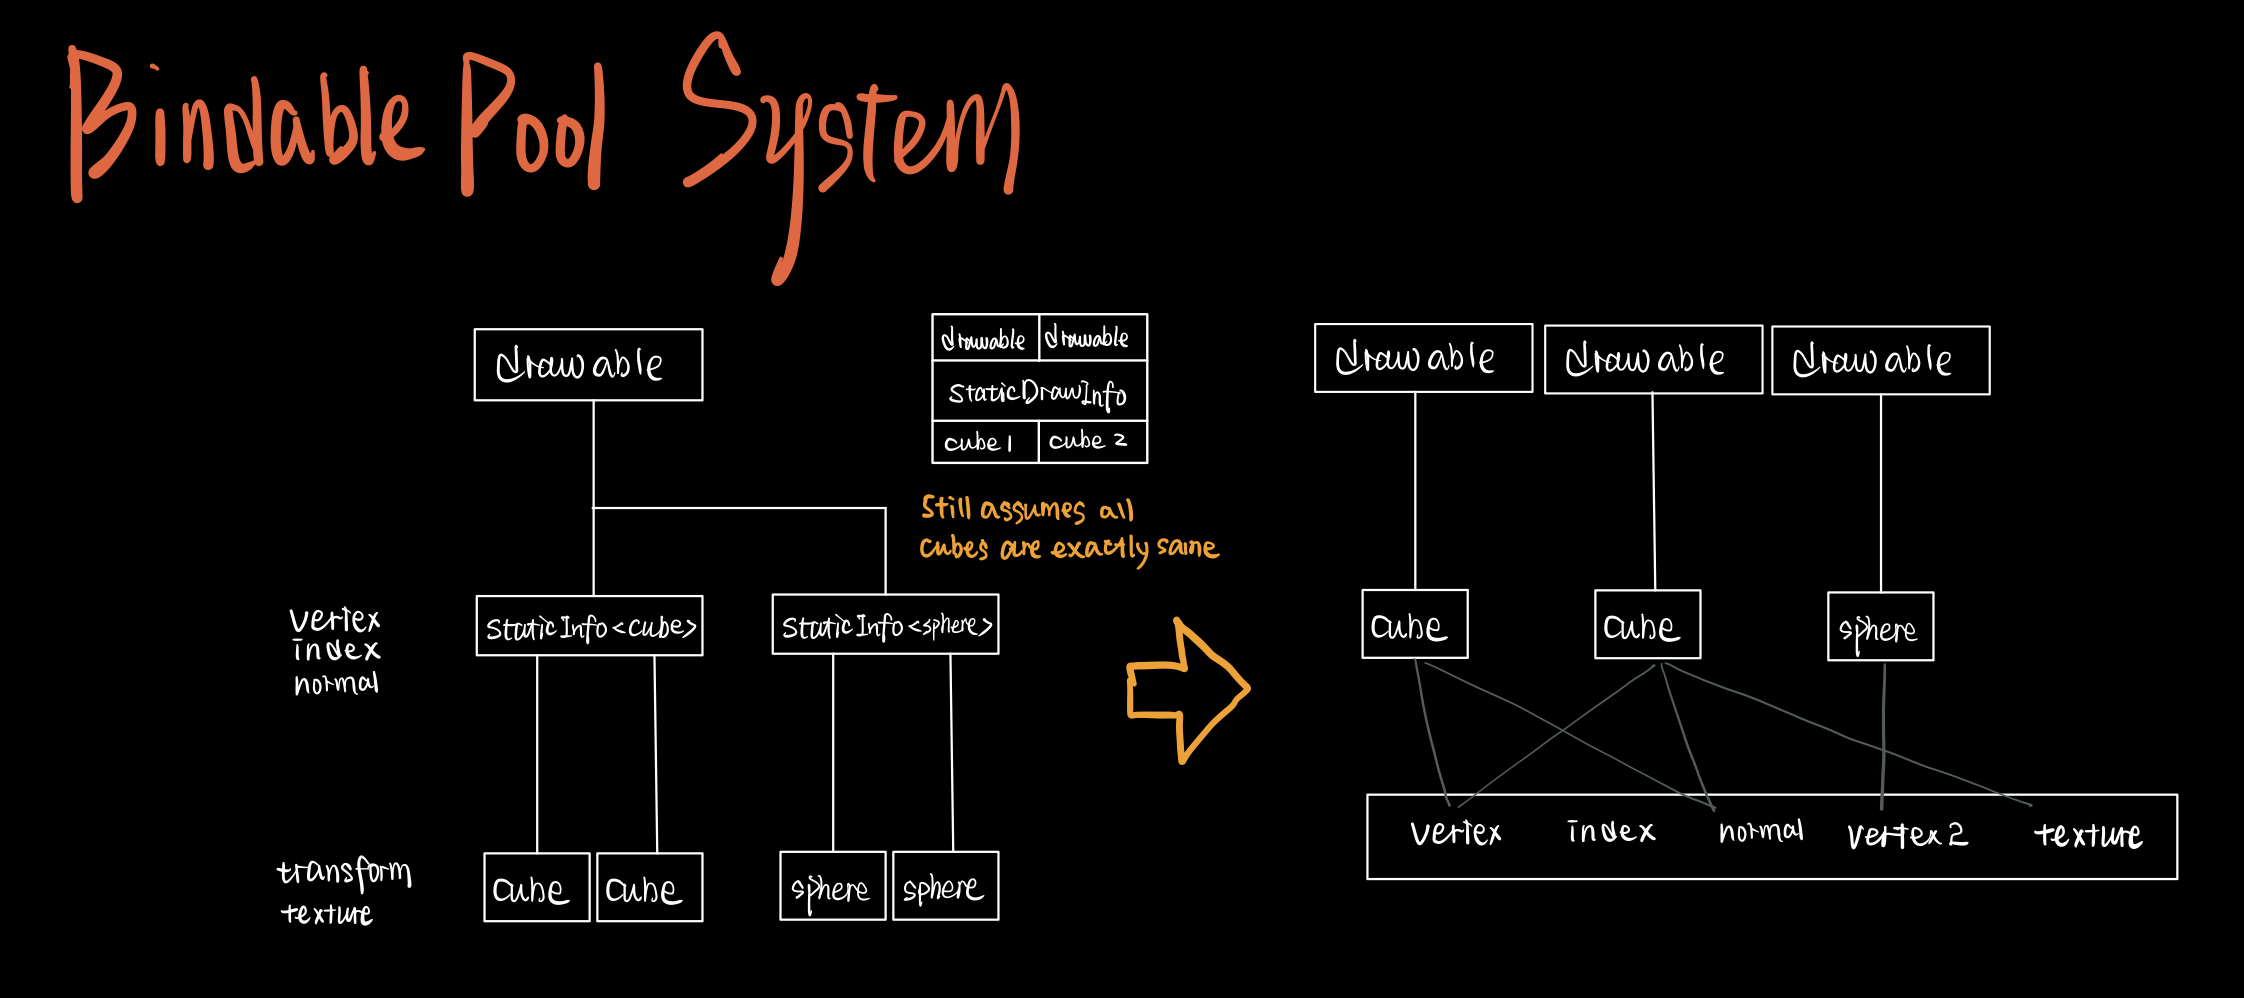 Bindable Pool System
drawable
drawable drawable
StaticDrawInfo
cube 1 cube 2
Still assumes all
cubes are exactly same
vertex
index
normal
StaticInfo<cube> StaticInfo<sphere>
transform
texture
cube cube sphere sphere
drawable drawable drawable
cube cube sphere
vertex index normal vertex2 texture